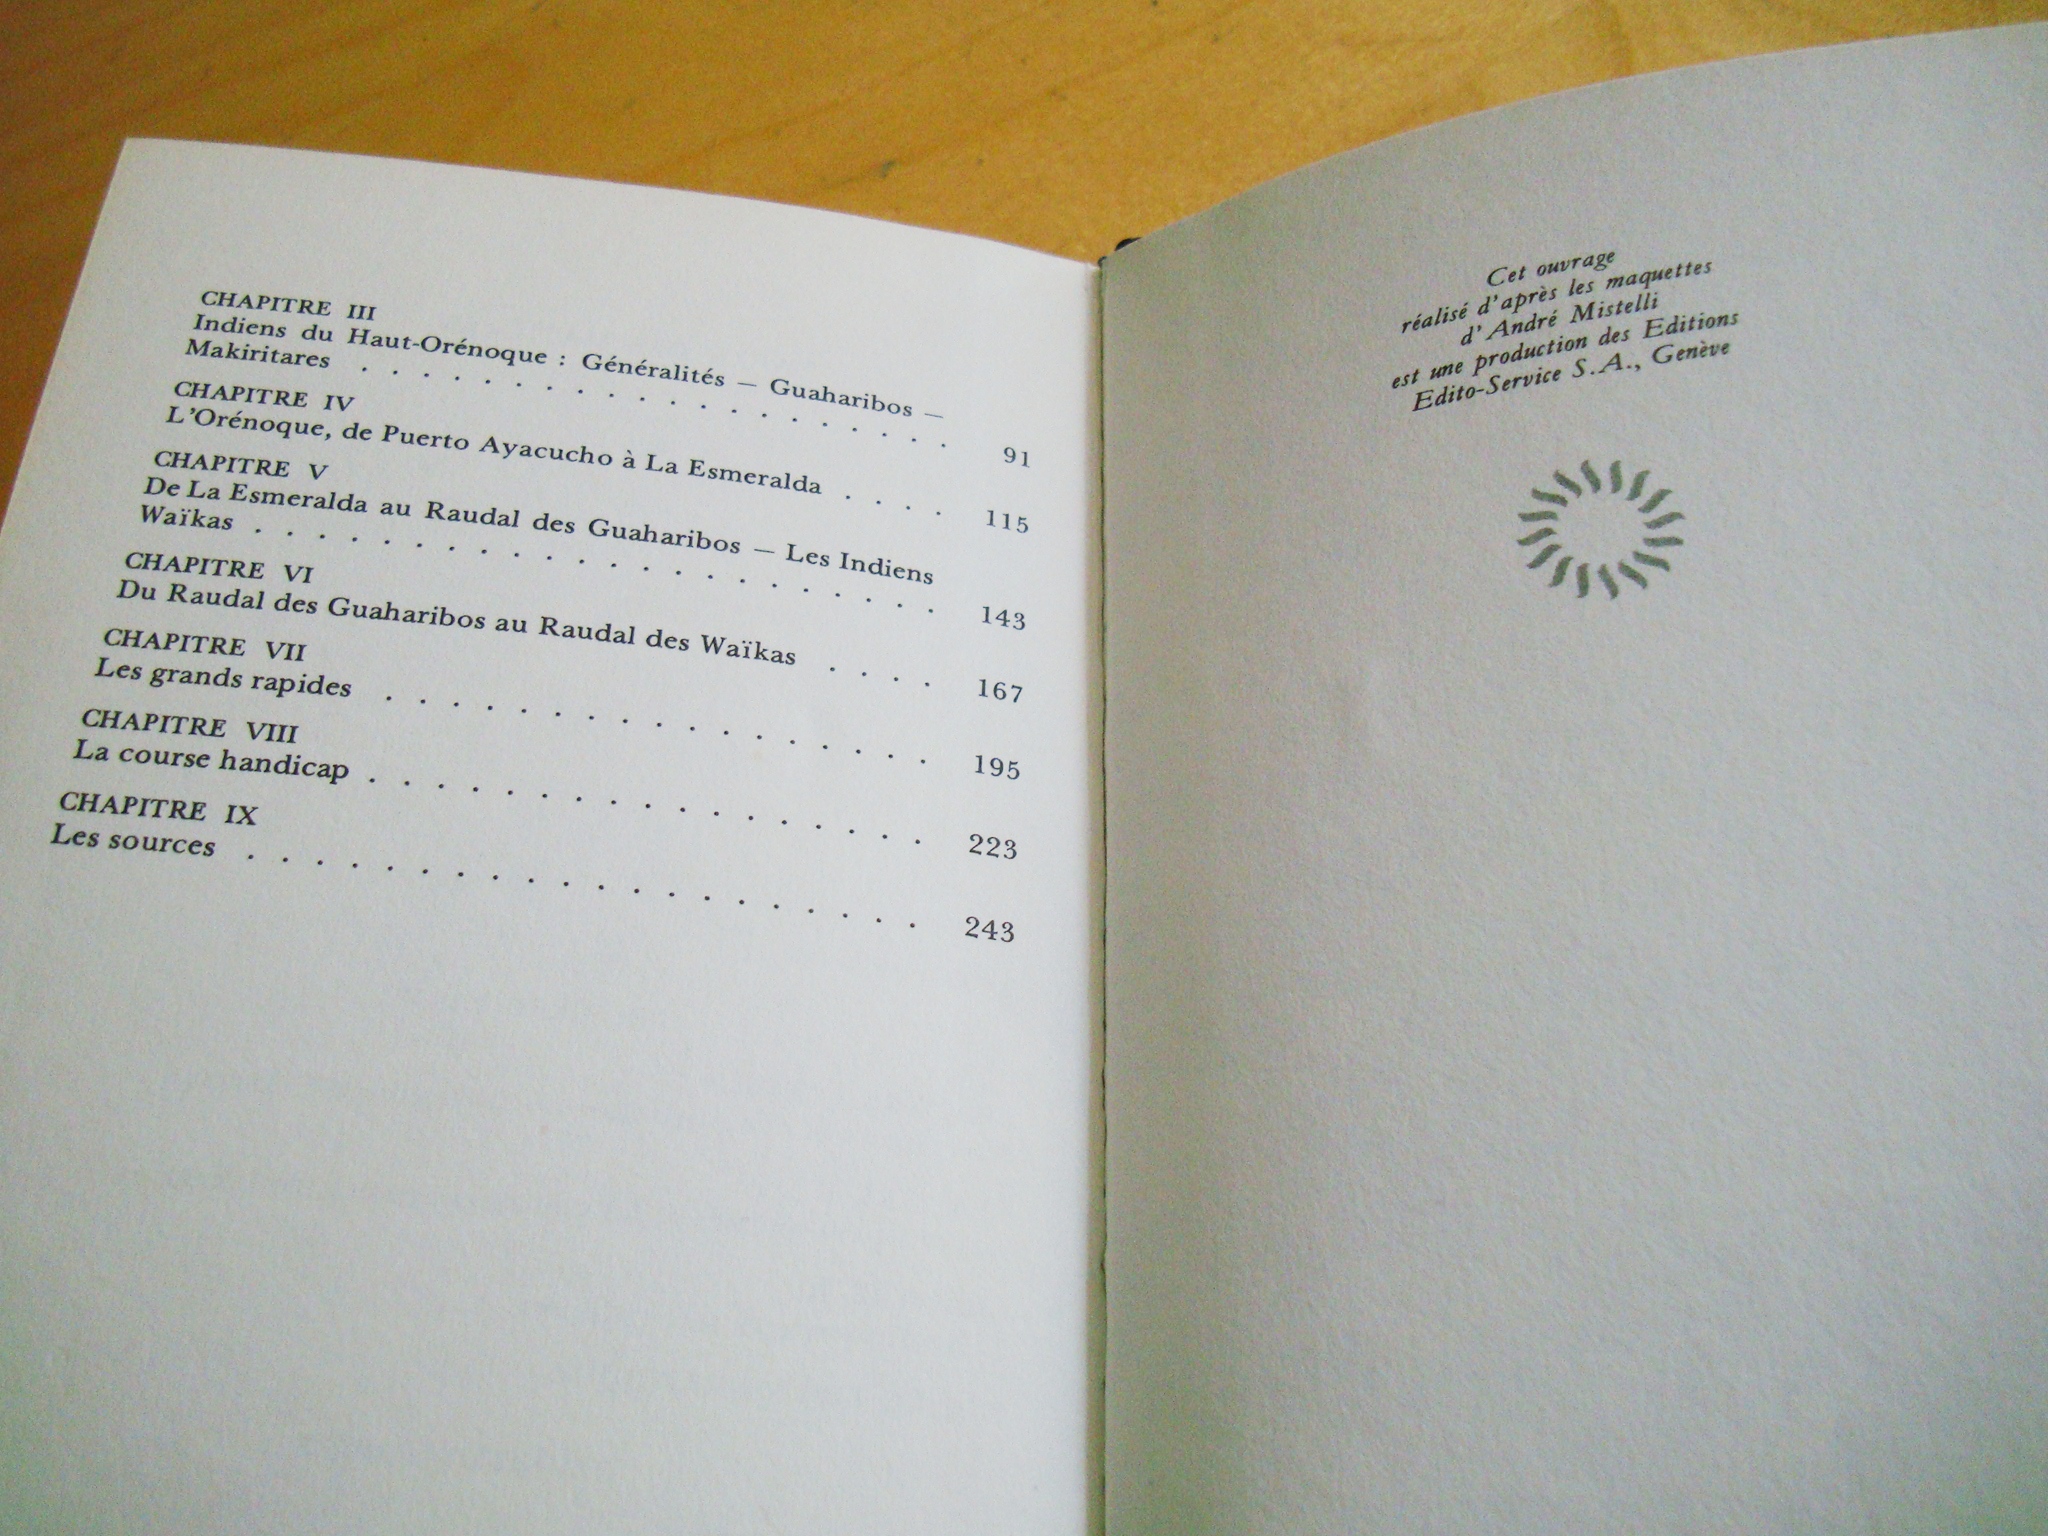 CHAPITRE III
Indiens du Haut-Orénoque : Généralités — Guaharibos —
Makiritares . . . . . . . . . . . . . . . . . . . . 91
CHAPITRE IV
L'Orénoque, de Puerto Ayacucho à La Esmeralda . . . . 115
CHAPITRE V
De La Esmeralda au Raudal des Guaharibos — Les Indiens
Waïkas . . . . . . . . . . . . . . . . . . . . . . 143
CHAPITRE VI
Du Raudal des Guaharibos au Raudal des Waïkas . . . . 167
CHAPITRE VII
Les grands rapides . . . . . . . . . . . . . . . . . 195
CHAPITRE VIII
La course handicap . . . . . . . . . . . . . . . . . 223
CHAPITRE IX
Les sources . . . . . . . . . . . . . . . . . . . . 243
Cet ouvrage
réalisé d'après les maquettes
d'André Mistelli
est une production des Editions
Edito-Service S.A., Genève